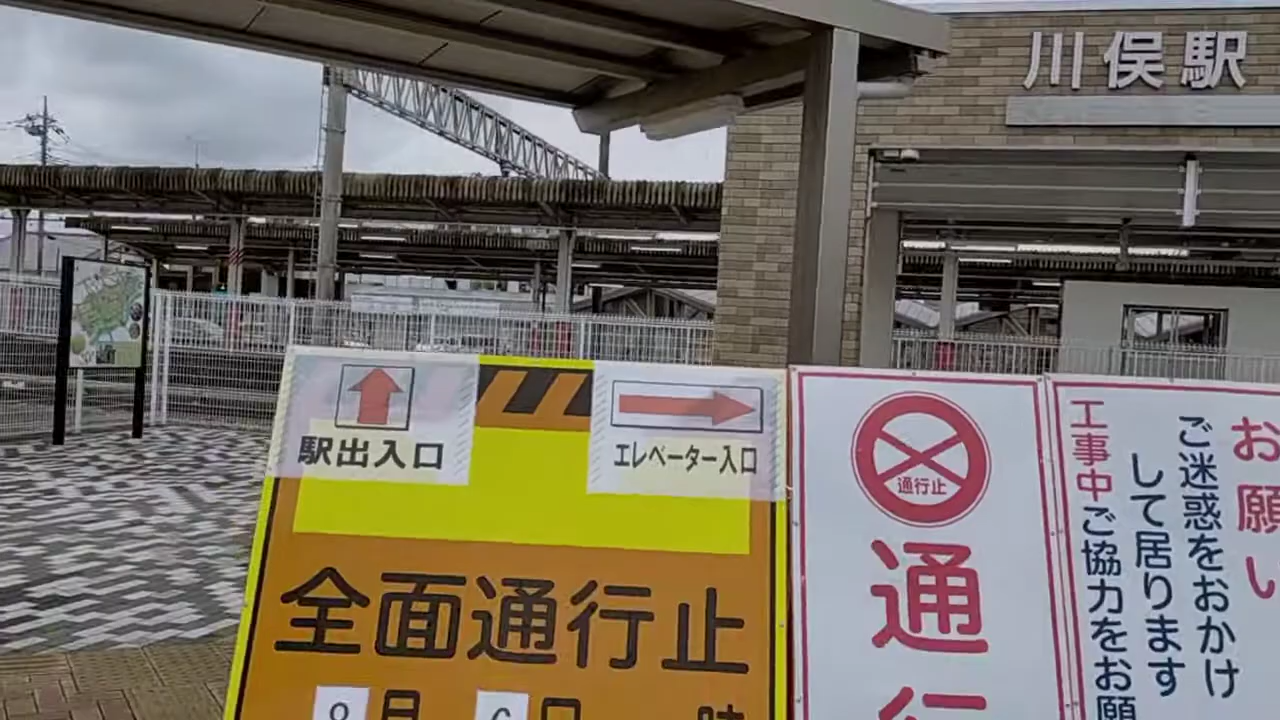 川俣駅
駅出入口
エレベーター入口
全面通行止
通行止
通
お願い
ご迷惑をおかけ
して居ります
工事中ご協力をお願